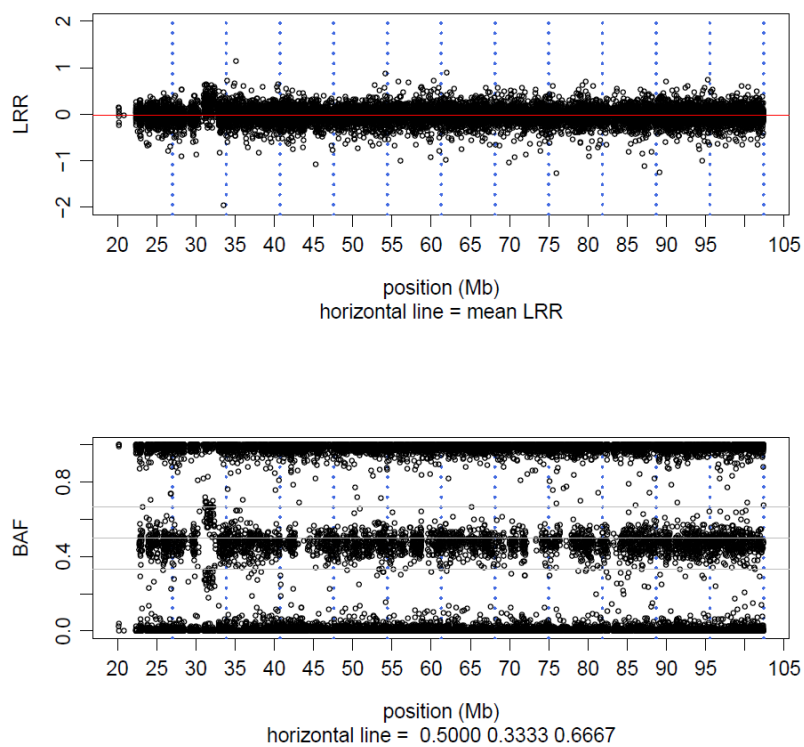 2
1
0
−1
−2
LRR
20 25 30 35 40 45 50 55 60 65 70 75 80 85 90 95 105
position (Mb)
horizontal line = mean LRR
0.8
0.4
0.0
BAF
20 25 30 35 40 45 50 55 60 65 70 75 80 85 90 95 105
position (Mb)
horizontal line = 0.5000 0.3333 0.6667